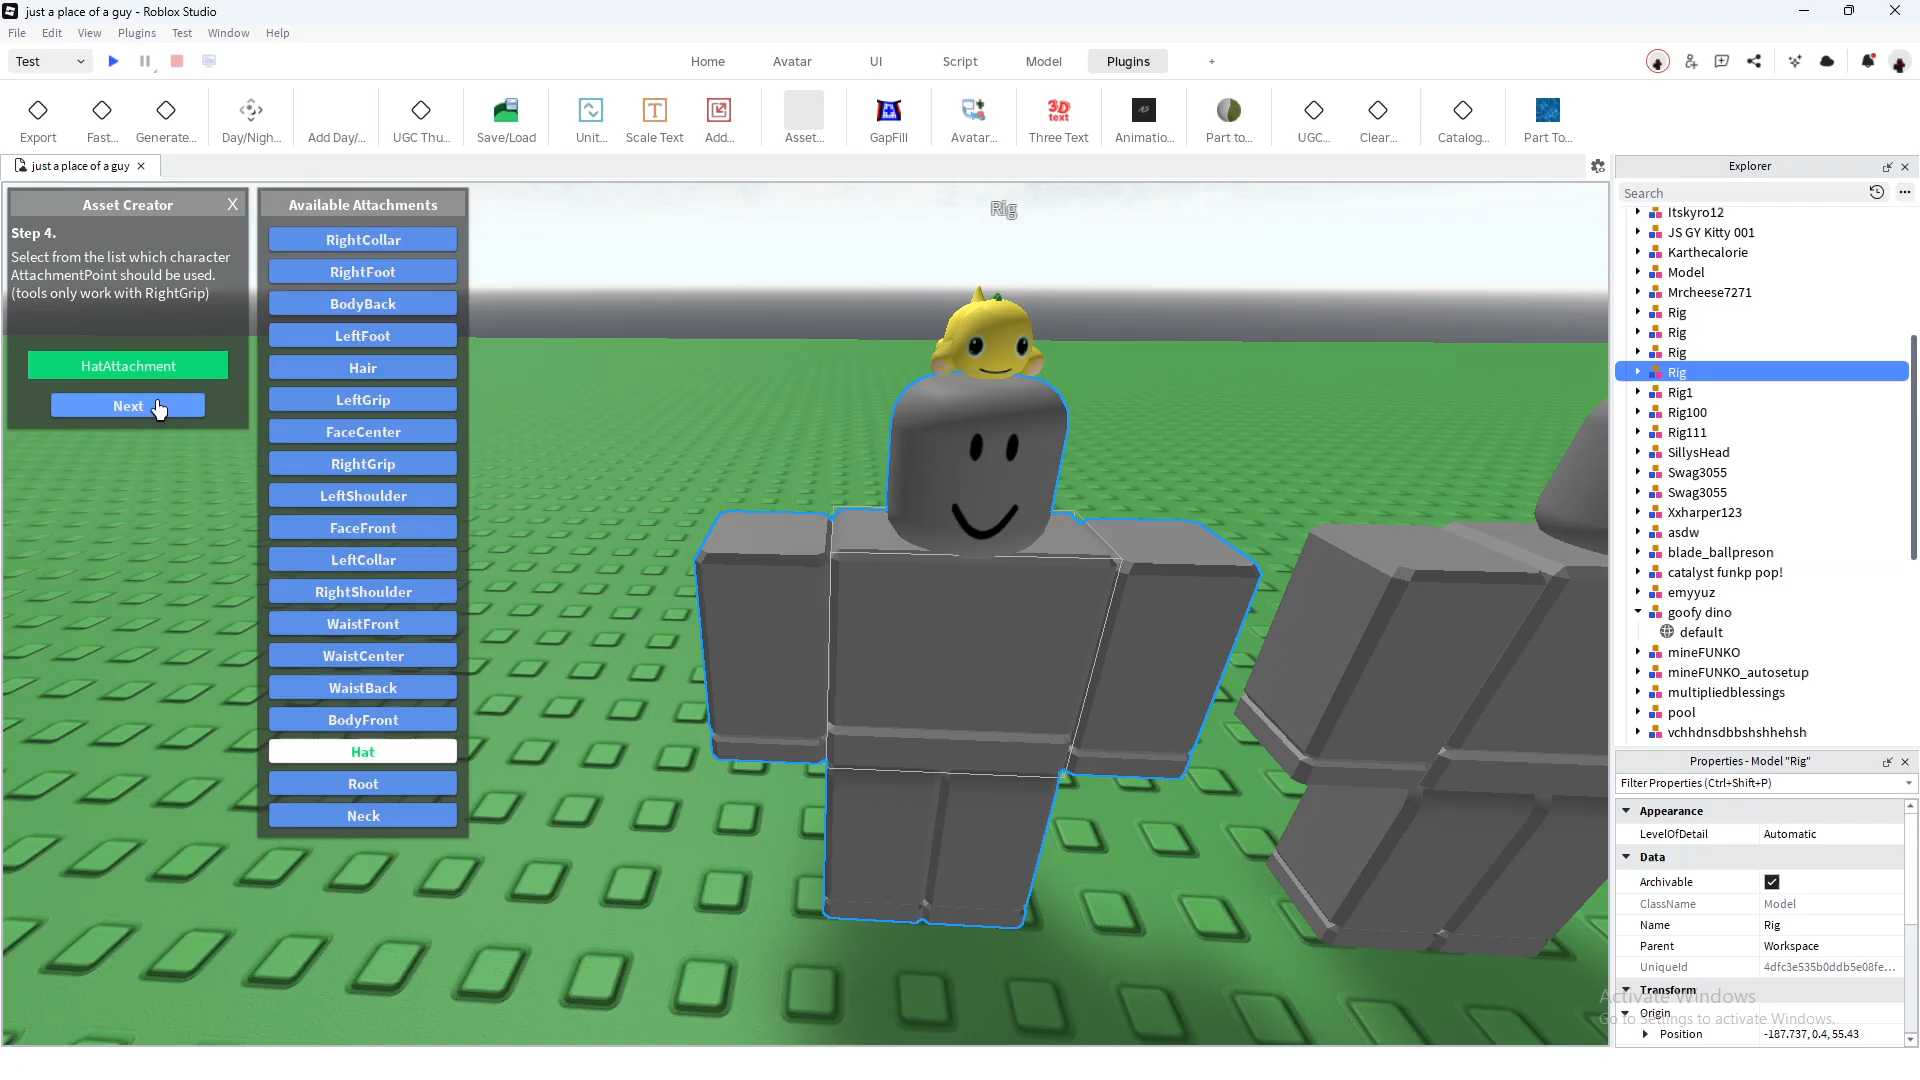 just a place of a guy - Roblox Studio
File Edit View Plugins Test Window Help
Test
Home Avatar UI Script Model Plugins +
Export Fast... Generate... Day/Nigh... Add Day/... UGC Thu... Save/Load Unit... Scale Text Add... Asset... GapFill Avatar... Three Text Animatio... Part to... UGC... Clear... Catalog... Part To...
just a place of a guy
Asset Creator X
Step 4.
Select from the list which character
AttachmentPoint should be used.
(tools only work with RightGrip)
HatAttachment
Next
Available Attachments
RightCollar
RightFoot
BodyBack
LeftFoot
Hair
LeftGrip
FaceCenter
RightGrip
LeftShoulder
FaceFront
LeftCollar
RightShoulder
WaistFront
WaistCenter
WaistBack
BodyFront
Hat
Root
Neck
Rig
Explorer
Search
Itskyro12
JS GY Kitty 001
Karthecalorie
Model
Mrcheese7271
Rig
Rig
Rig
Rig
Rig1
Rig100
Rig111
SillysHead
Swag3055
Swag3055
Xxharper123
asdw
blade_ballpreson
catalyst funkp pop!
emyyuz
goofy dino
default
mineFUNKO
mineFUNKO_autosetup
multipliedblessings
pool
vchhdnsdbbshshhehsh
Properties - Model "Rig"
Filter Properties (Ctrl+Shift+P)
Appearance
LevelOfDetail Automatic
Data
Archivable
ClassName Model
Name Rig
Parent Workspace
UniqueId 4dfc3e535b0ddb5e08fe...
Transform
Origin
Position -187.737, 0.4, 55.43
Activate Windows
Go to Settings to activate Windows.